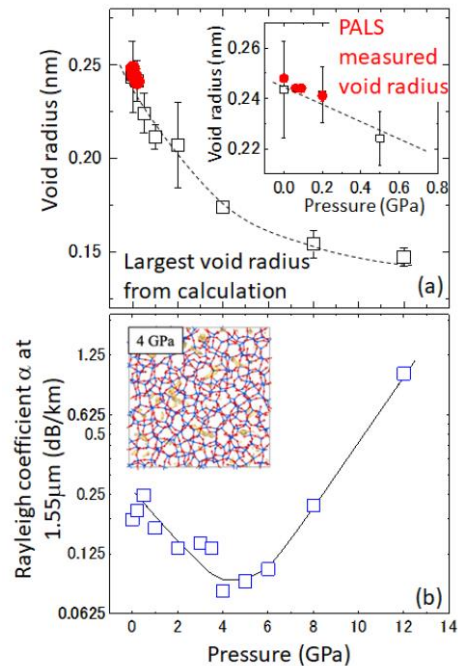 PALS
measured
void radius
0.26
0.24
0.22
Void radius (nm)
0.0 0.2 0.4 0.6 0.8
Pressure (GPa)
0.25
0.20
0.15
Void radius (nm)
Largest void radius
from calculation
(a)
4 GPa
1.25
0.625
0.5
0.25
0.125
0.0625
Rayleigh coefficient α at
1.55μm (dB/km)
(b)
0 2 4 6 8 10 12 14
Pressure (GPa)